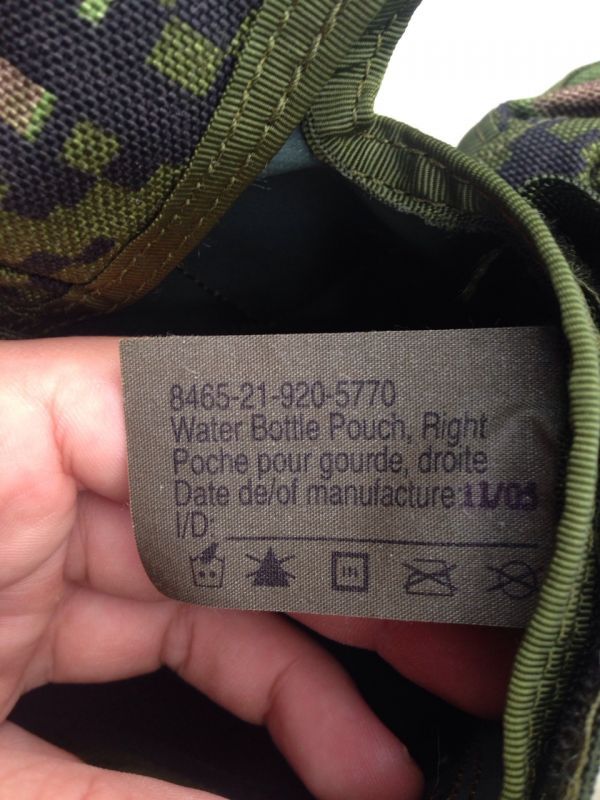 8465-21-920-5770
Water Bottle Pouch, Right
Poche pour gourde, droite
Date de/of manufacture:11/05
I/D: